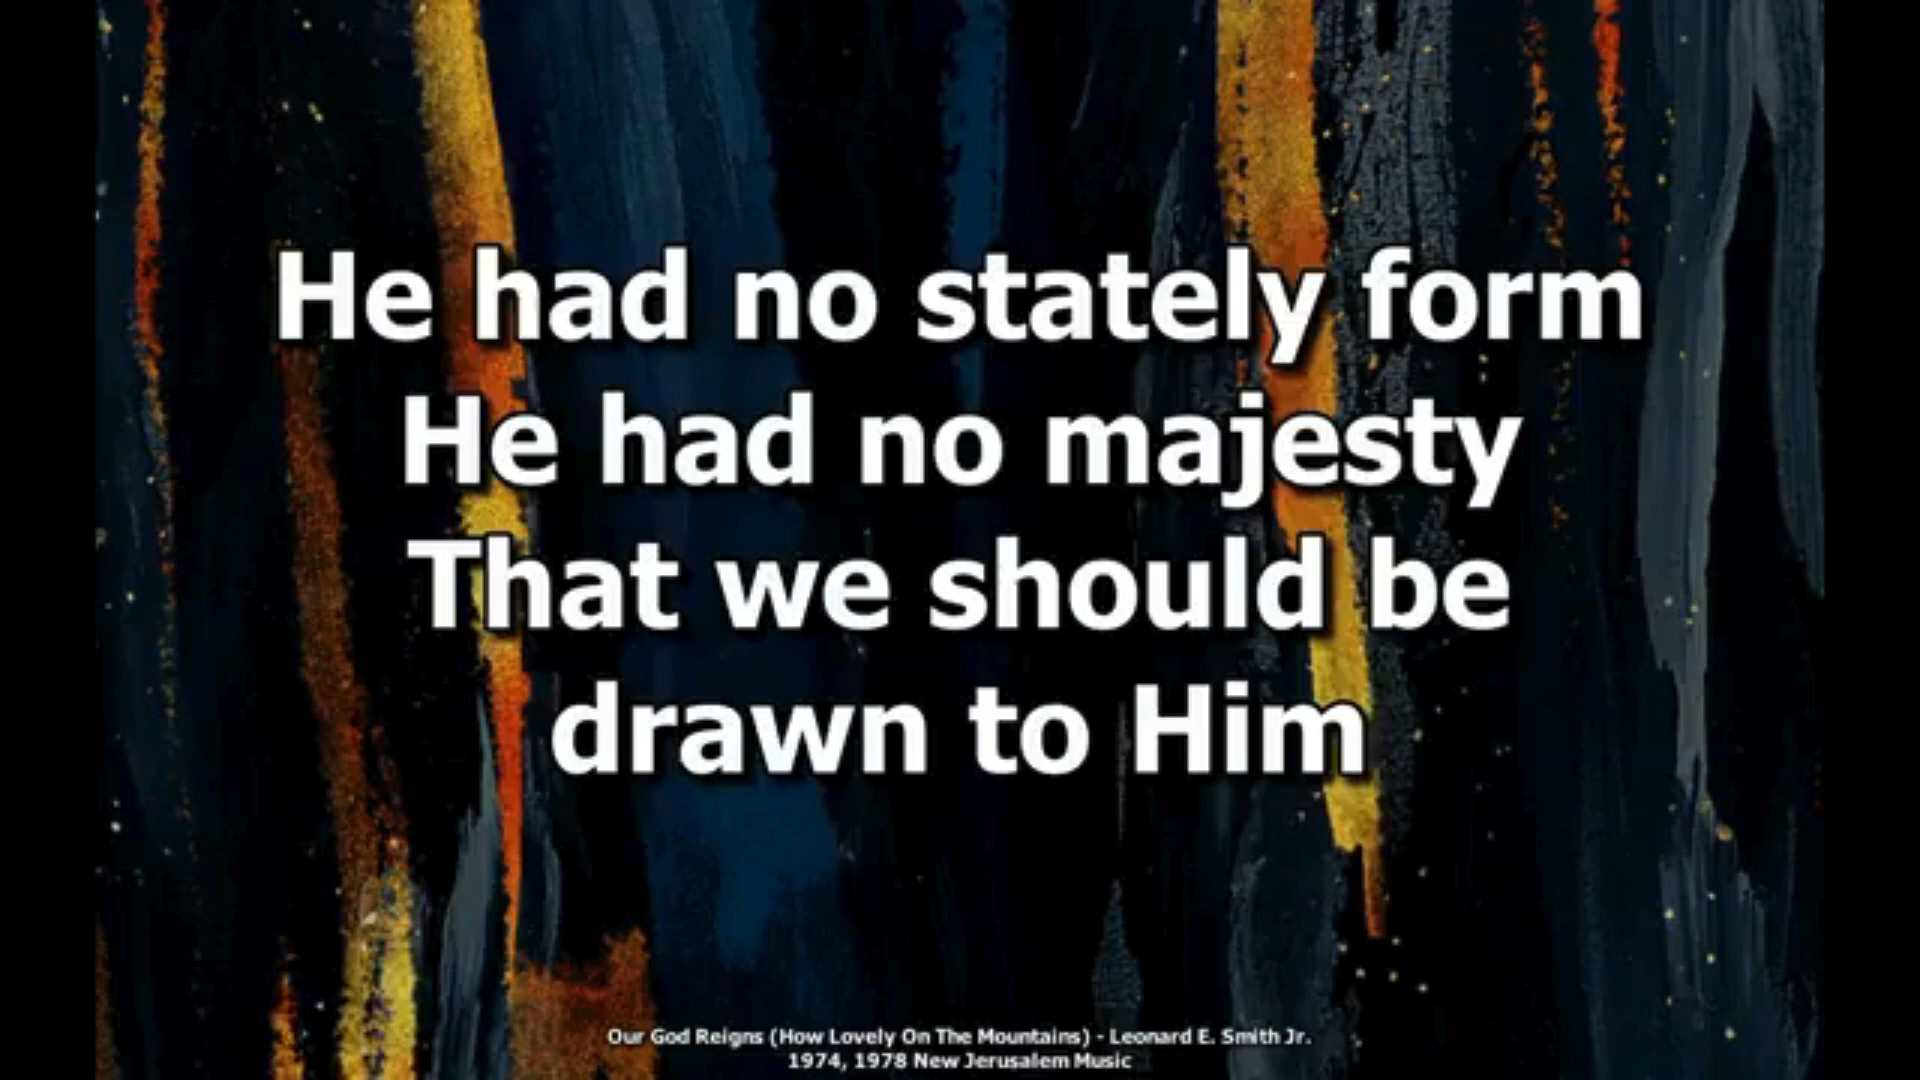 He had no stately form
He had no majesty
That we should be
drawn to Him
Our God Reigns (How Lovely On The Mountains) - Leonard E. Smith Jr.
1974, 1978 New Jerusalem Music